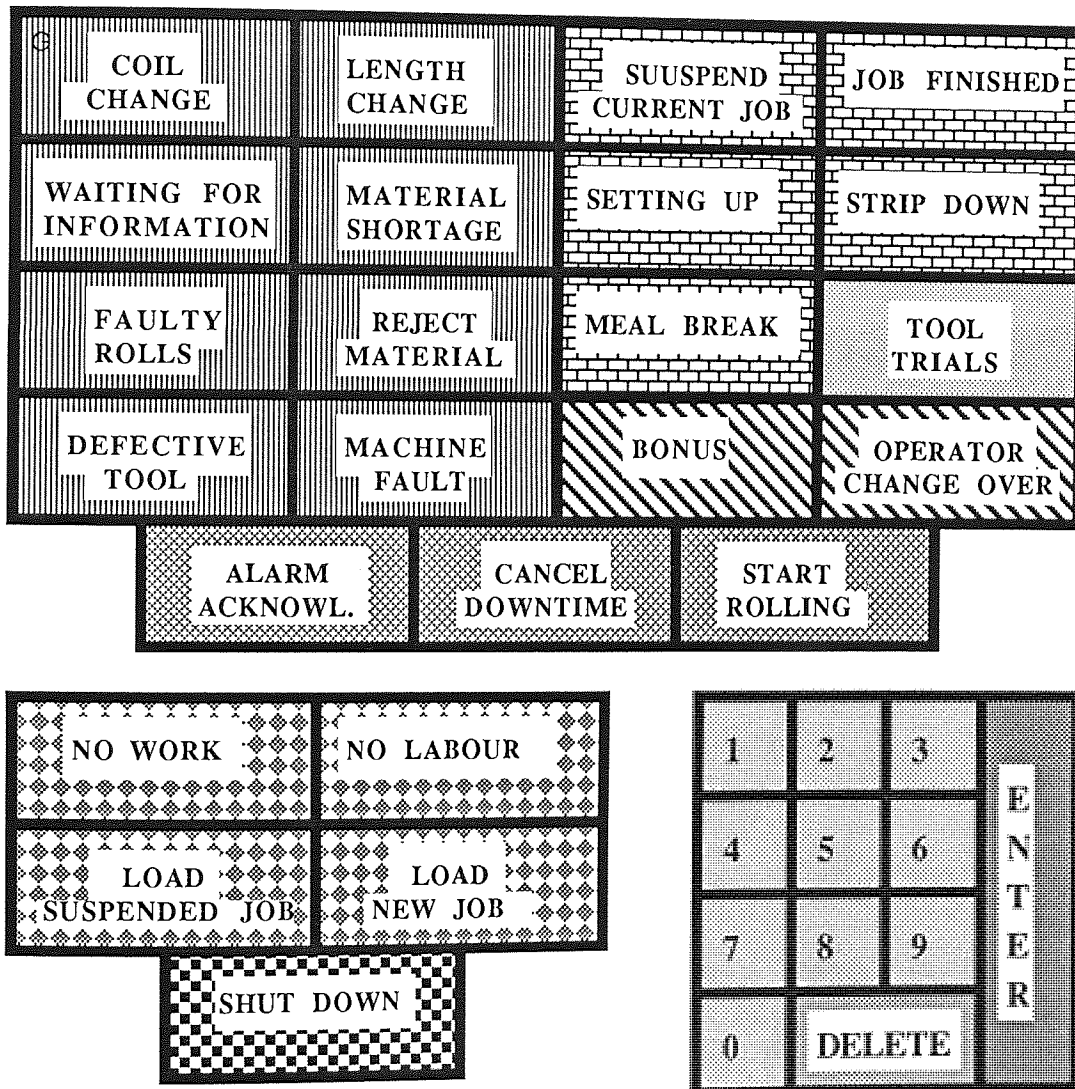 COIL
CHANGE
LENGTH
CHANGE
SUUSPEND
CURRENT JOB
JOB FINISHED
WAITING FOR
INFORMATION
MATERIAL
SHORTAGE
SETTING UP
STRIP DOWN
FAULTY
ROLLS
REJECT
MATERIAL
MEAL BREAK
TOOL
TRIALS
DEFECTIVE
TOOL
MACHINE
FAULT
BONUS
OPERATOR
CHANGE OVER
ALARM
ACKNOWL.
CANCEL
DOWNTIME
START
ROLLING
NO WORK
NO LABOUR
LOAD
SUSPENDED JOB
LOAD
NEW JOB
SHUT DOWN
1 2 3
4 5 6
7 8 9
0 DELETE
ENTER